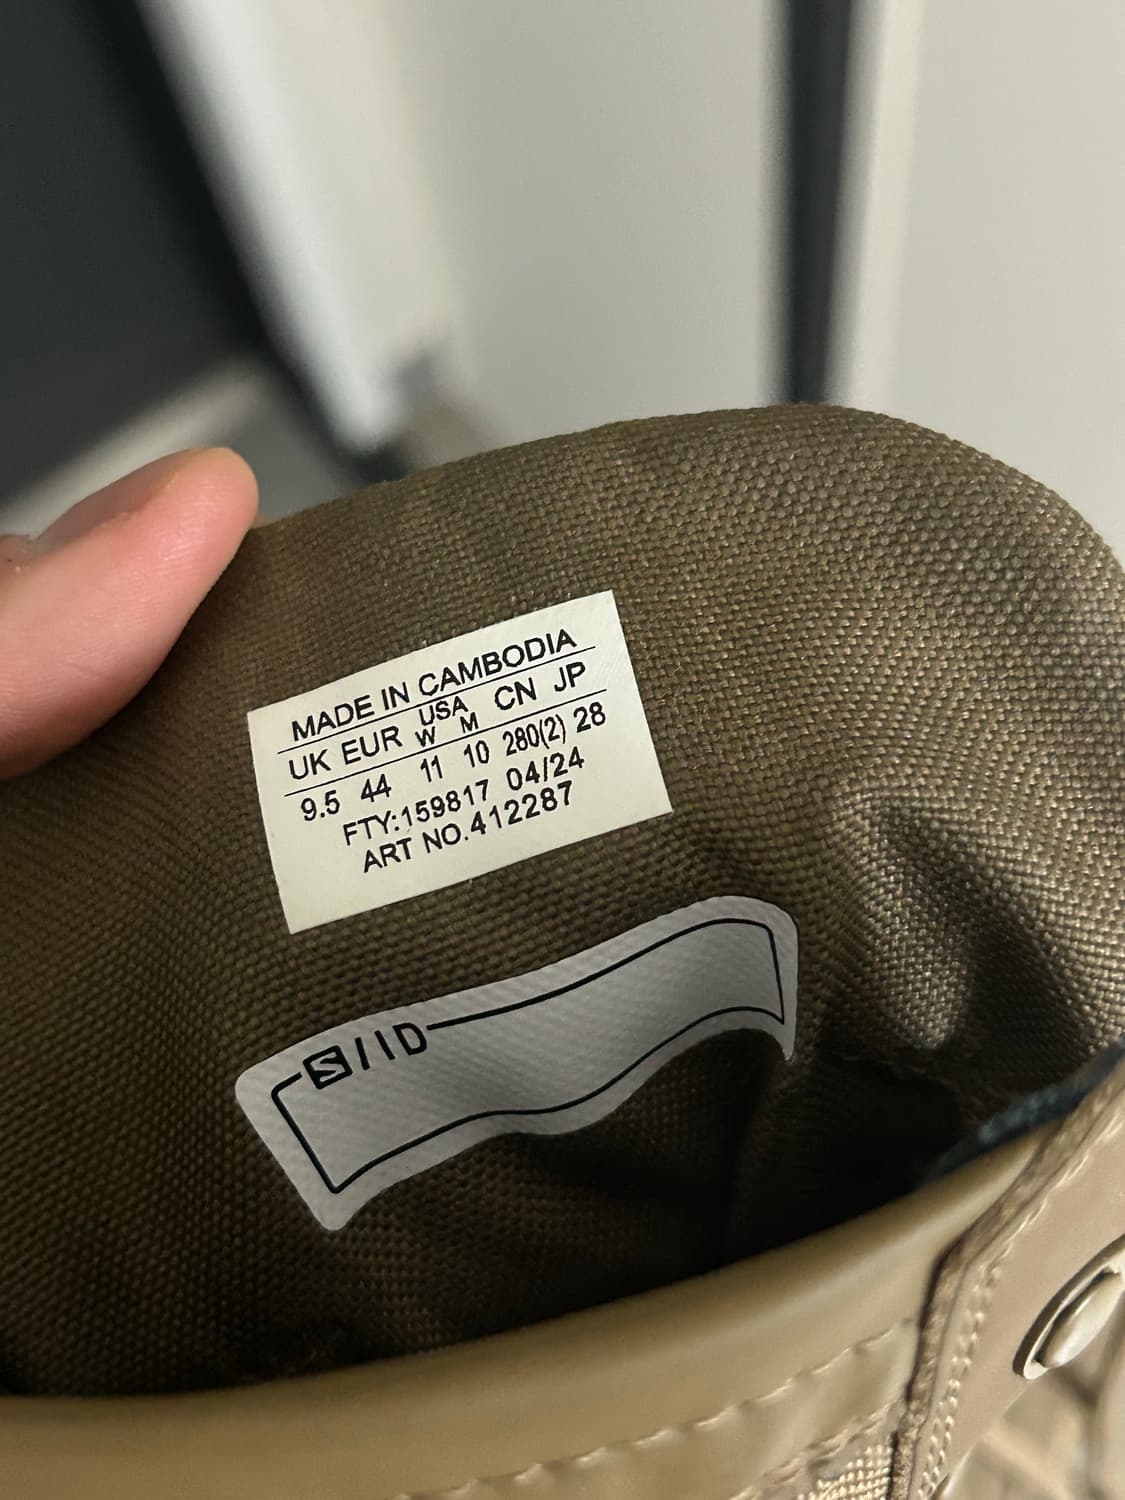 MADE IN CAMBODIA
UK EUR USA W M CN JP
9.5 44 11 10 280(2) 28
FTY:159817 04/24
ART NO.412287
S/ID